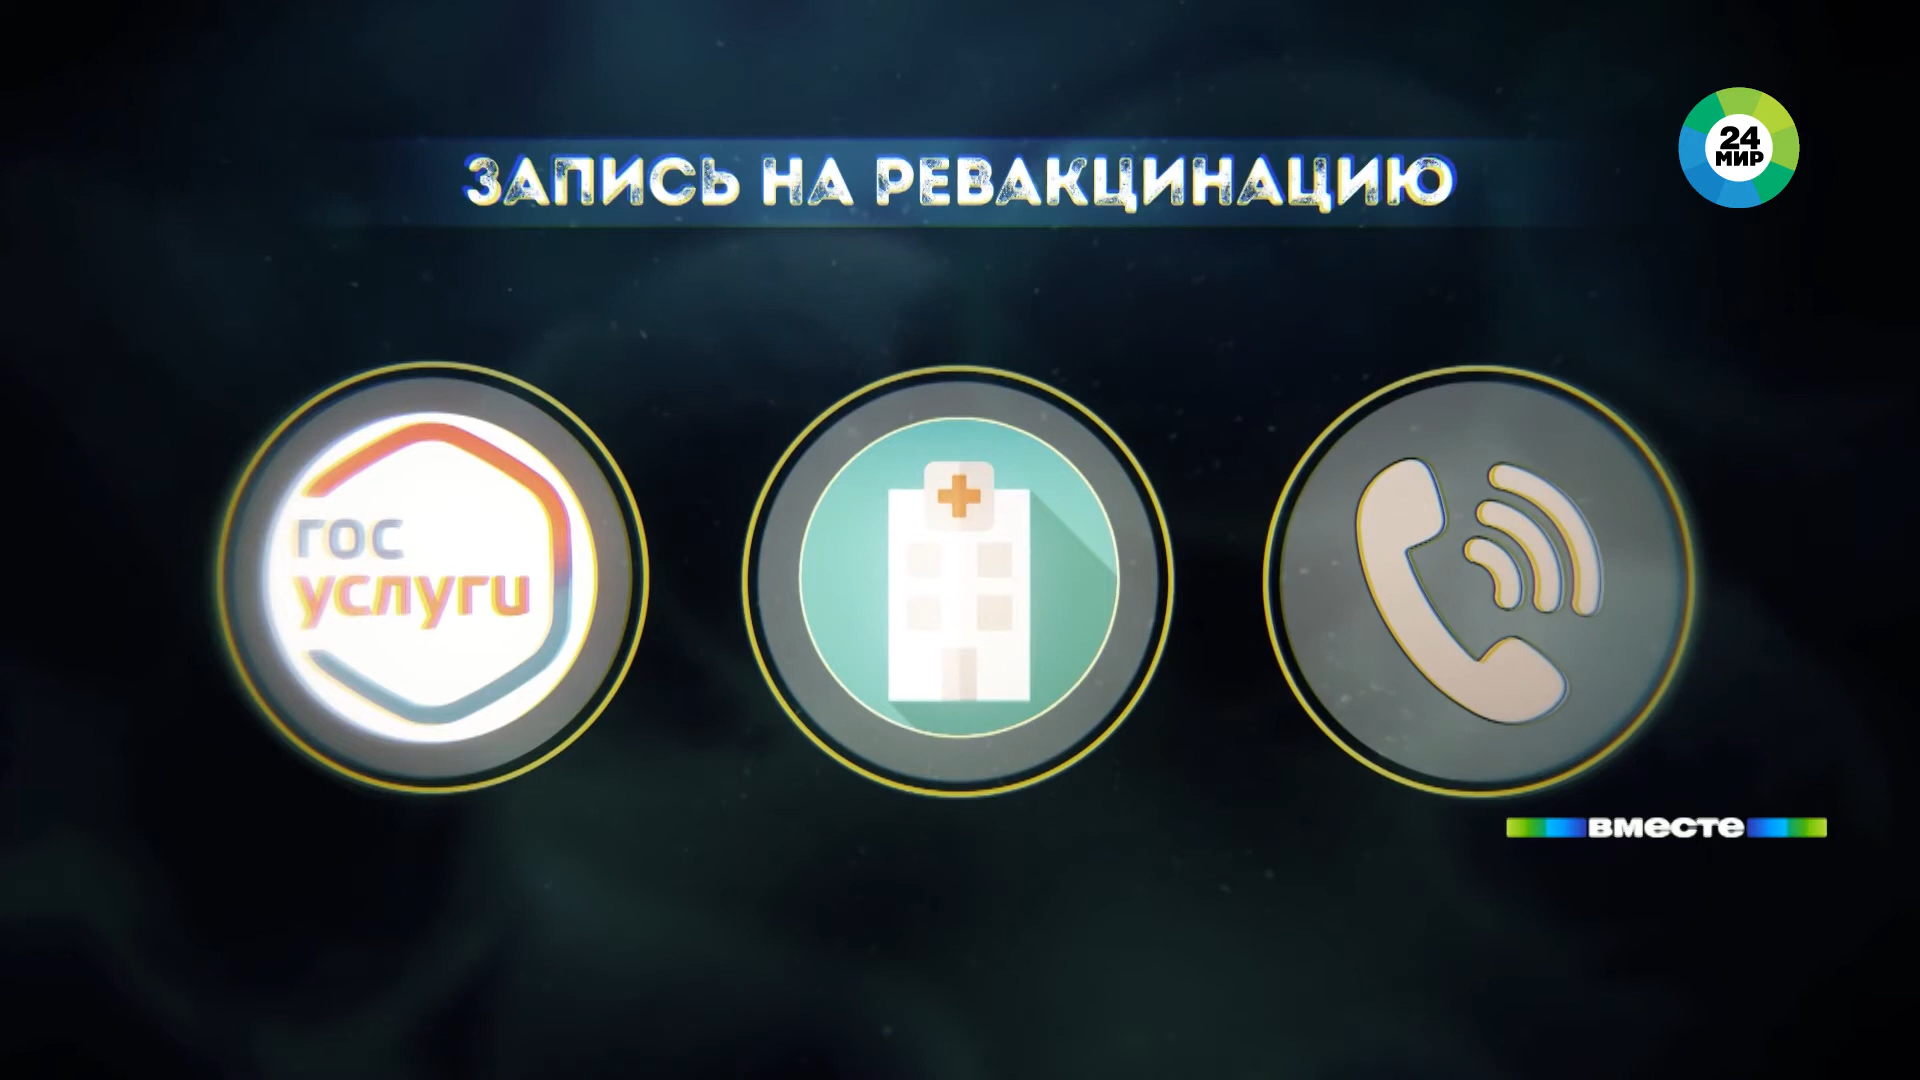 ЗАПИСЬ НА РЕВАКЦИНАЦИЮ
24
МИР
гос
услуги
вместе